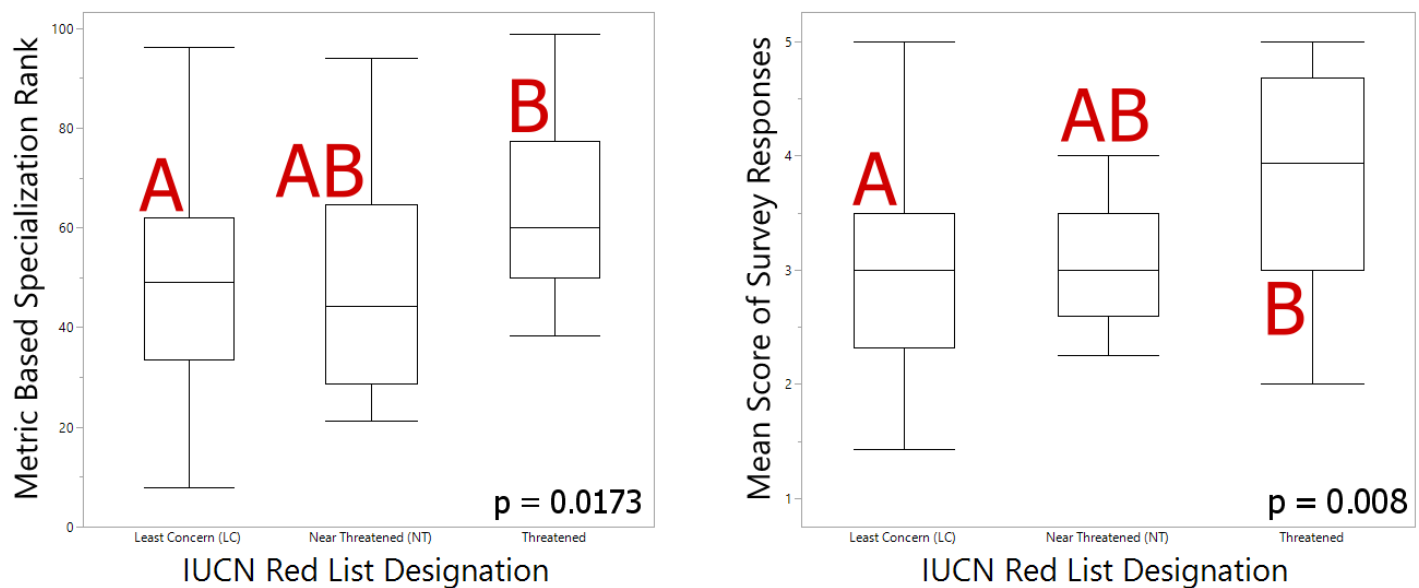 Metric Based Specialization Rank
100
80
60
40
20
0
A
AB
B
p = 0.0173
Least Concern (LC)
Near Threatened (NT)
Threatened
IUCN Red List Designation
Mean Score of Survey Responses
5
4
3
2
1
A
AB
B
p = 0.008
Least Concern (LC)
Near Threatened (NT)
Threatened
IUCN Red List Designation